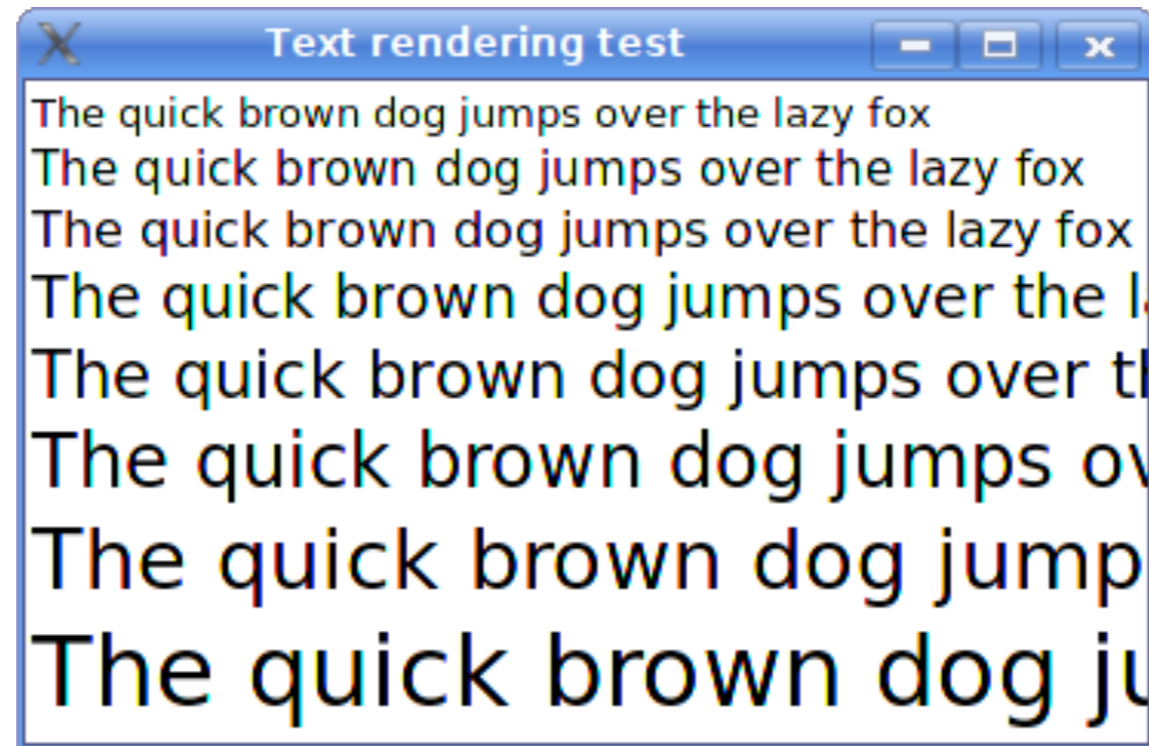 Text rendering test
The quick brown dog jumps over the lazy fox
The quick brown dog jumps over the lazy fox
The quick brown dog jumps over the lazy fox
The quick brown dog jumps over the l
The quick brown dog jumps over th
The quick brown dog jumps ov
The quick brown dog jump
The quick brown dog ju